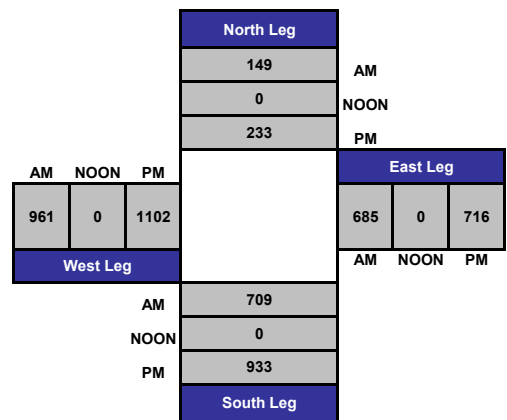 North Leg
149 AM
0 NOON
233 PM
AM NOON PM East Leg
961 0 1102 685 0 716
West Leg AM NOON PM
AM 709
NOON 0
PM 933
South Leg